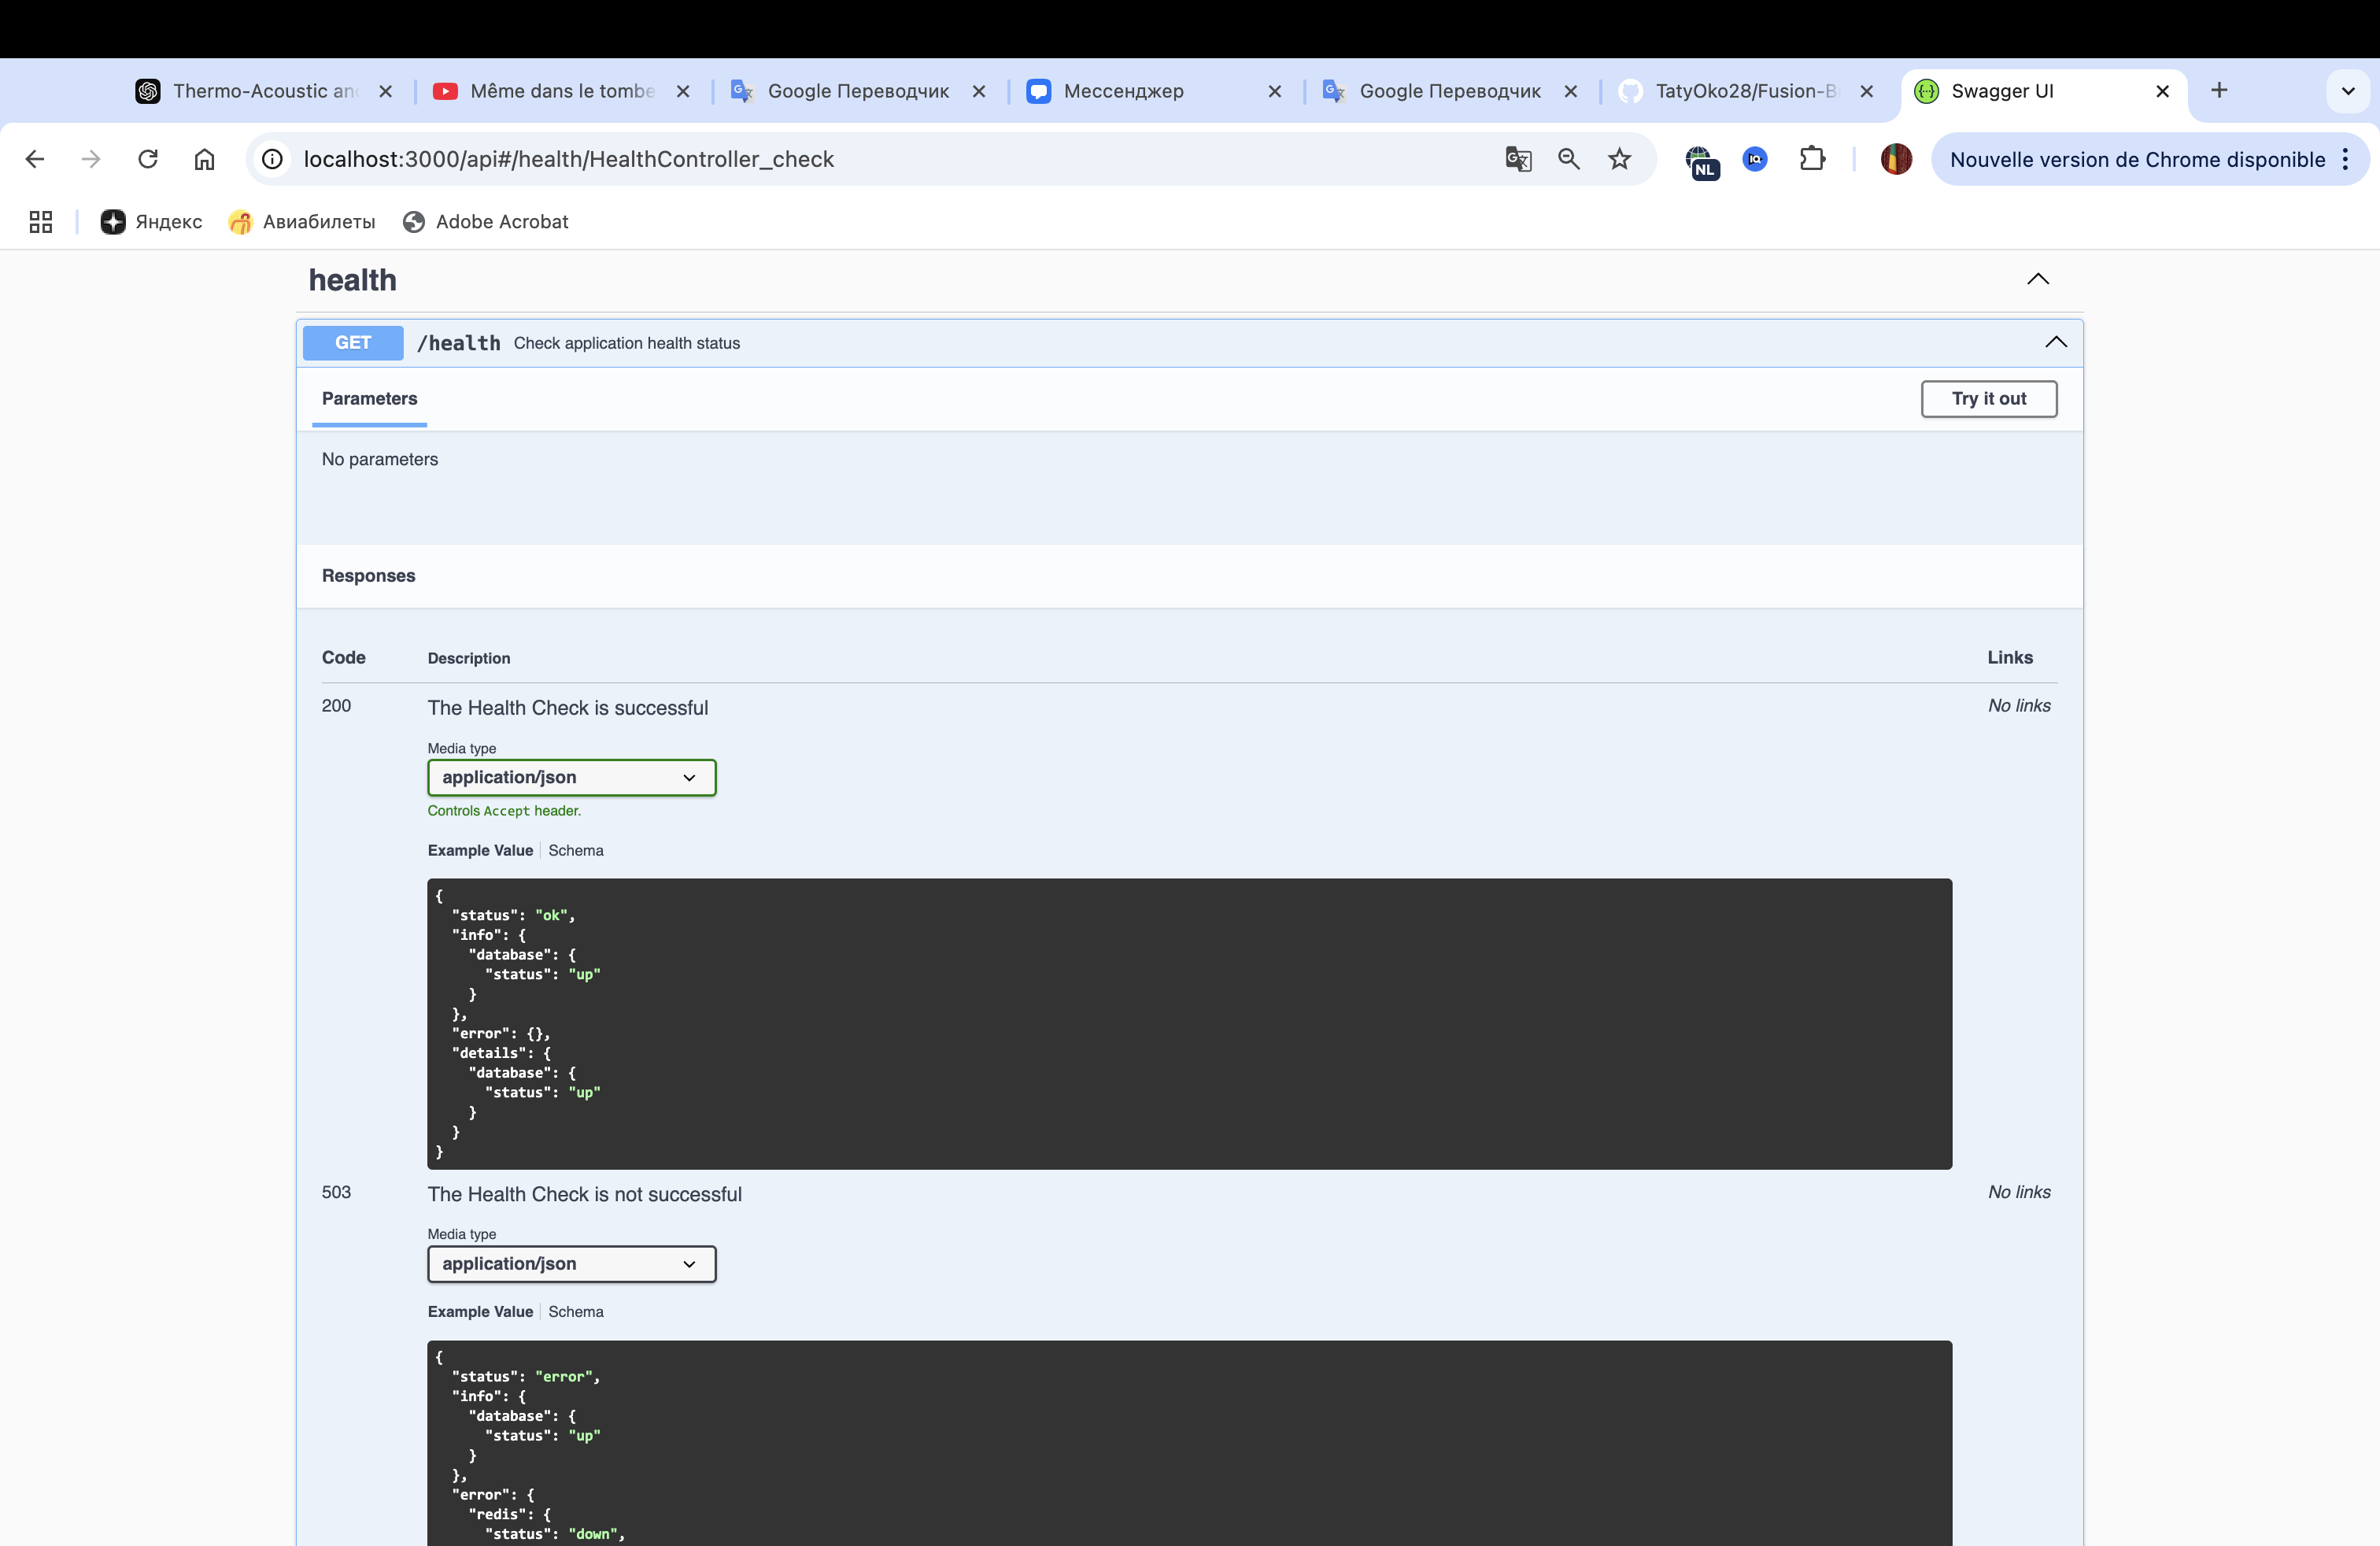 Thermo-Acoustic an
Même dans le tombe
Google Переводчик
Мессенджер
Google Переводчик
TatyOko28/Fusion-B
Swagger UI
localhost:3000/api#/health/HealthController_check
NL
IQ
Nouvelle version de Chrome disponible
Яндекс
Авиабилеты
Adobe Acrobat
health
GET /health Check application health status
Parameters
Try it out
No parameters
Responses
Code Description Links
200 The Health Check is successful No links
Media type
application/json
Controls Accept header.
Example Value Schema
{
"status": "ok",
"info": {
"database": {
"status": "up"
}
},
"error": {},
"details": {
"database": {
"status": "up"
}
}
}
503 The Health Check is not successful No links
Media type
application/json
Example Value Schema
{
"status": "error",
"info": {
"database": {
"status": "up"
}
},
"error": {
"redis": {
"status": "down",